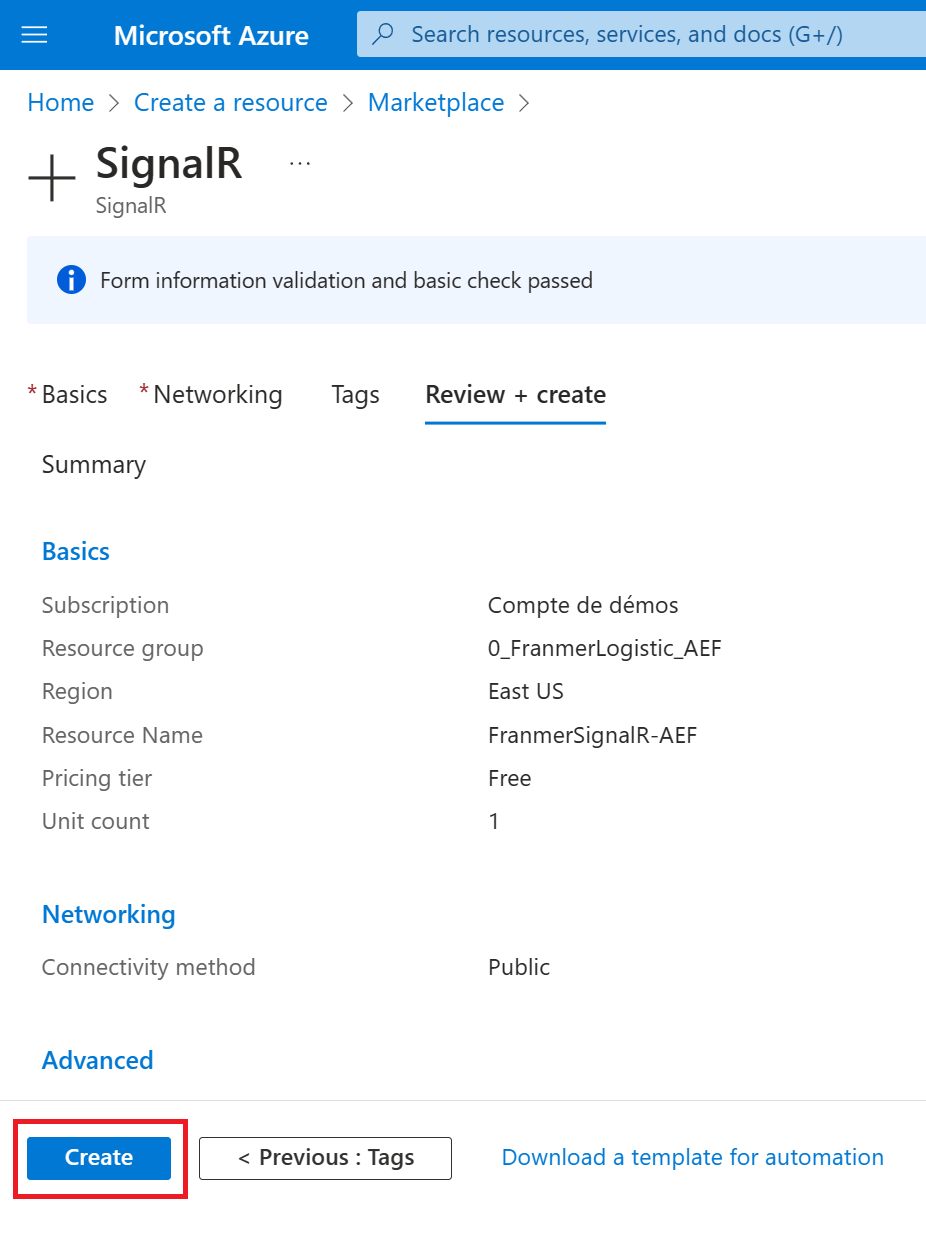 Microsoft Azure Search resources, services, and docs (G+/)
Home > Create a resource > Marketplace >
SignalR ...
SignalR
Form information validation and basic check passed
* Basics * Networking Tags Review + create
Summary
Basics
Subscription Compte de démos
Resource group 0_FranmerLogistic_AEF
Region East US
Resource Name FranmerSignalR-AEF
Pricing tier Free
Unit count 1
Networking
Connectivity method Public
Advanced
Create < Previous : Tags Download a template for automation